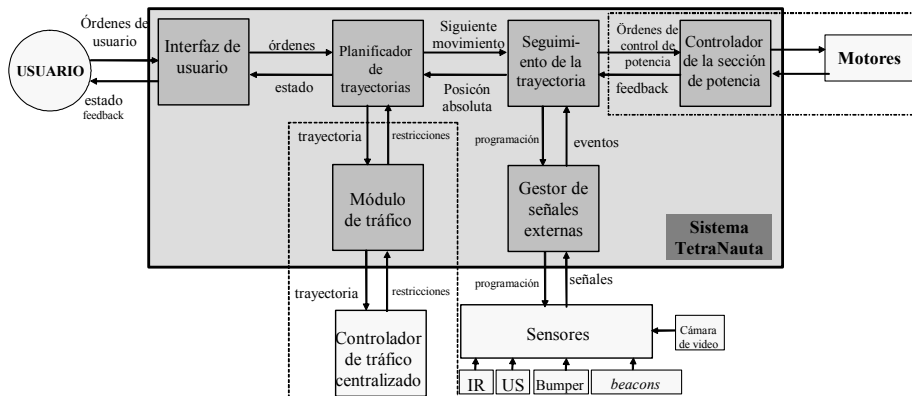 Órdenes de
usuario
USUARIO
estado
feedback
Interfaz de
usuario
órdenes
estado
Planificador
de
trayectorias
Siguiente
movimiento
Posicón
absoluta
Seguimi-
ento de la
trayectoria
Ördenes de
control de
potencia
feedback
Controlador
de la sección
de potencia
Motores
trayectoria
restricciones
programación
eventos
Módulo
de tráfico
Gestor de
señales
externas
Sistema
TetraNauta
trayectoria
restricciones
programación
señales
Controlador
de tráfico
centralizado
Sensores
Cámara
de video
IR
US
Bumper
beacons